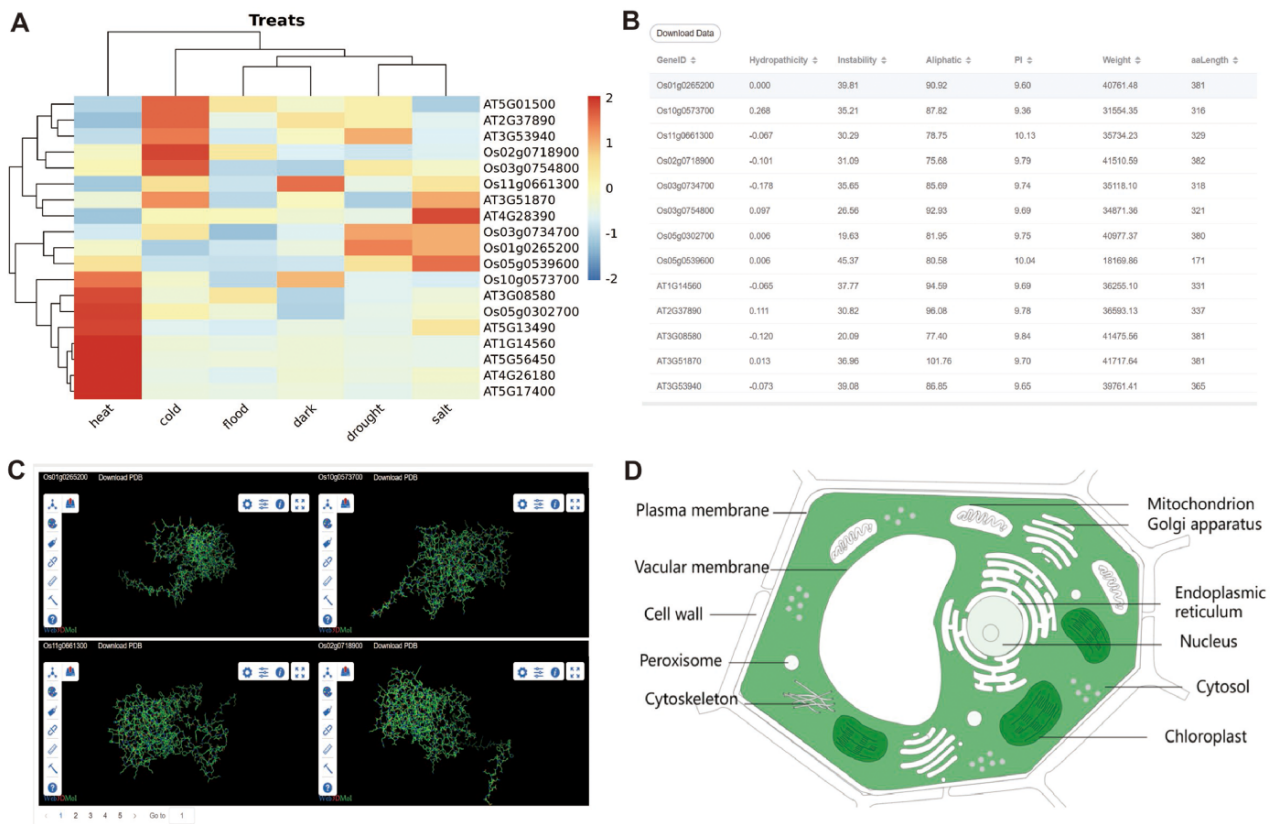 A
Treats
AT5G01500
AT2G37890
AT3G53940
Os02g0718900
Os03g0754800
Os11g0661300
AT3G51870
AT4G28390
Os03g0734700
Os01g0265200
Os05g0539600
Os10g0573700
AT3G08580
Os05g0302700
AT5G13490
AT1G14560
AT5G56450
AT4G26180
AT5G17400
heat cold flood dark drought salt
2
1
0
-1
-2
B
Download Data
GeneID Hydropathicity Instability Aliphatic PI Weight aaLength
Os01g0265200 0.000 39.81 90.92 9.60 40761.48 381
Os10g0573700 0.268 35.21 87.82 9.36 31554.35 316
Os11g0661300 -0.067 30.29 78.75 10.13 35734.23 329
Os02g0718900 -0.101 31.09 75.68 9.79 41510.59 382
Os03g0734700 -0.178 35.65 85.69 9.74 35118.10 318
Os03g0754800 0.097 26.56 92.93 9.69 34871.36 321
Os05g0302700 0.006 19.63 81.95 9.75 40977.37 380
Os05g0539600 0.006 45.37 80.58 10.04 18169.86 171
AT1G14560 -0.065 37.77 94.59 9.69 36255.10 331
AT2G37890 0.111 30.82 96.08 9.78 36593.13 337
AT3G08580 -0.120 20.09 77.40 9.84 41475.56 381
AT3G51870 0.013 36.96 101.76 9.70 41717.64 381
AT3G53940 -0.073 39.08 86.85 9.65 39761.41 365
C
Os01g0265200 Download PDB
Os10g0573700 Download PDB
Web3DMol
Web3DMol
Os11g0661300 Download PDB
Os02g0718900 Download PDB
Web3DMol
Web3DMol
1 2 3 4 5 Go to 1
D
Plasma membrane
Vacular membrane
Cell wall
Peroxisome
Cytoskeleton
Mitochondrion
Golgi apparatus
Endoplasmic
reticulum
Nucleus
Cytosol
Chloroplast